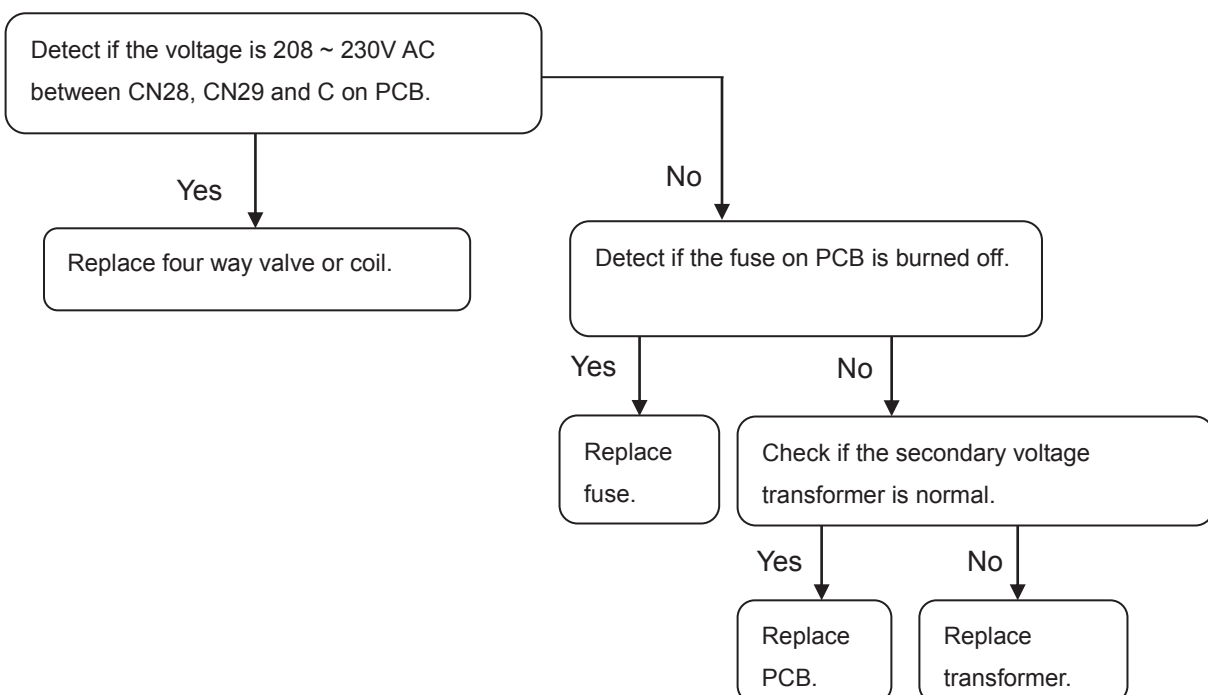 Detect if the voltage is 208 ~ 230V AC
between CN28, CN29 and C on PCB.
Yes
No
Replace four way valve or coil.
Detect if the fuse on PCB is burned off.
Yes
No
Replace
fuse.
Check if the secondary voltage
transformer is normal.
Yes
No
Replace
PCB.
Replace
transformer.